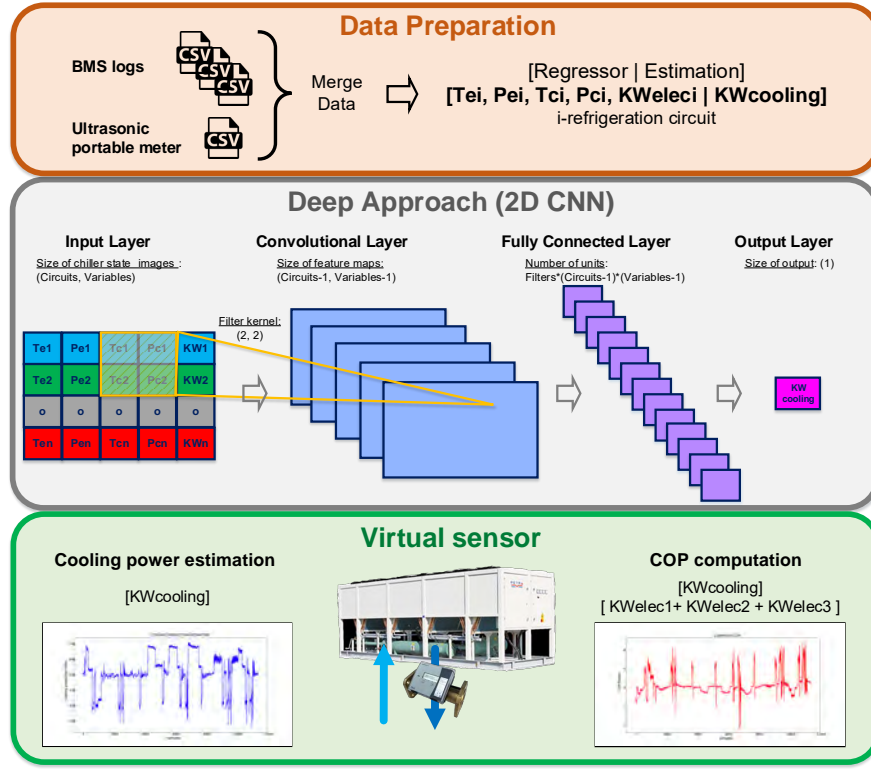 Data Preparation
BMS logs
CSV
CSV
CSV
Ultrasonic
portable meter
CSV
Merge
Data
[Regressor | Estimation]
[Tei, Pei, Tci, Pci, KWeleci | KWcooling]
i-refrigeration circuit
Deep Approach (2D CNN)
Input Layer
Size of chiller state images :
(Circuits, Variables)
Convolutional Layer
Size of feature maps:
(Circuits-1, Variables-1)
Fully Connected Layer
Number of units:
Filters*(Circuits-1)*(Variables-1)
Output Layer
Size of output: (1)
Filter kernel:
(2, 2)
Te1 Pe1 Tc1 Pc1 KW1
Te2 Pe2 Tc2 Pc2 KW2
o o o o o
Ten Pen Tcn Pcn KWn
KW
cooling
Virtual sensor
Cooling power estimation
[KWcooling]
COP computation
[KWcooling]
[ KWelec1+ KWelec2 + KWelec3 ]